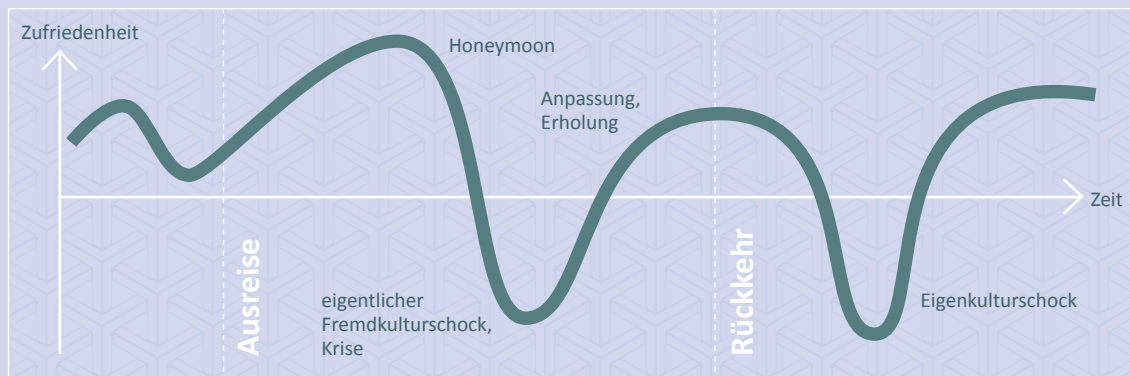 Zufriedenheit
Honeymoon
Anpassung,
Erholung
Zeit
Ausreise
eigentlicher
Fremdkulturschock,
Krise
Rückkehr
Eigenkulturschock